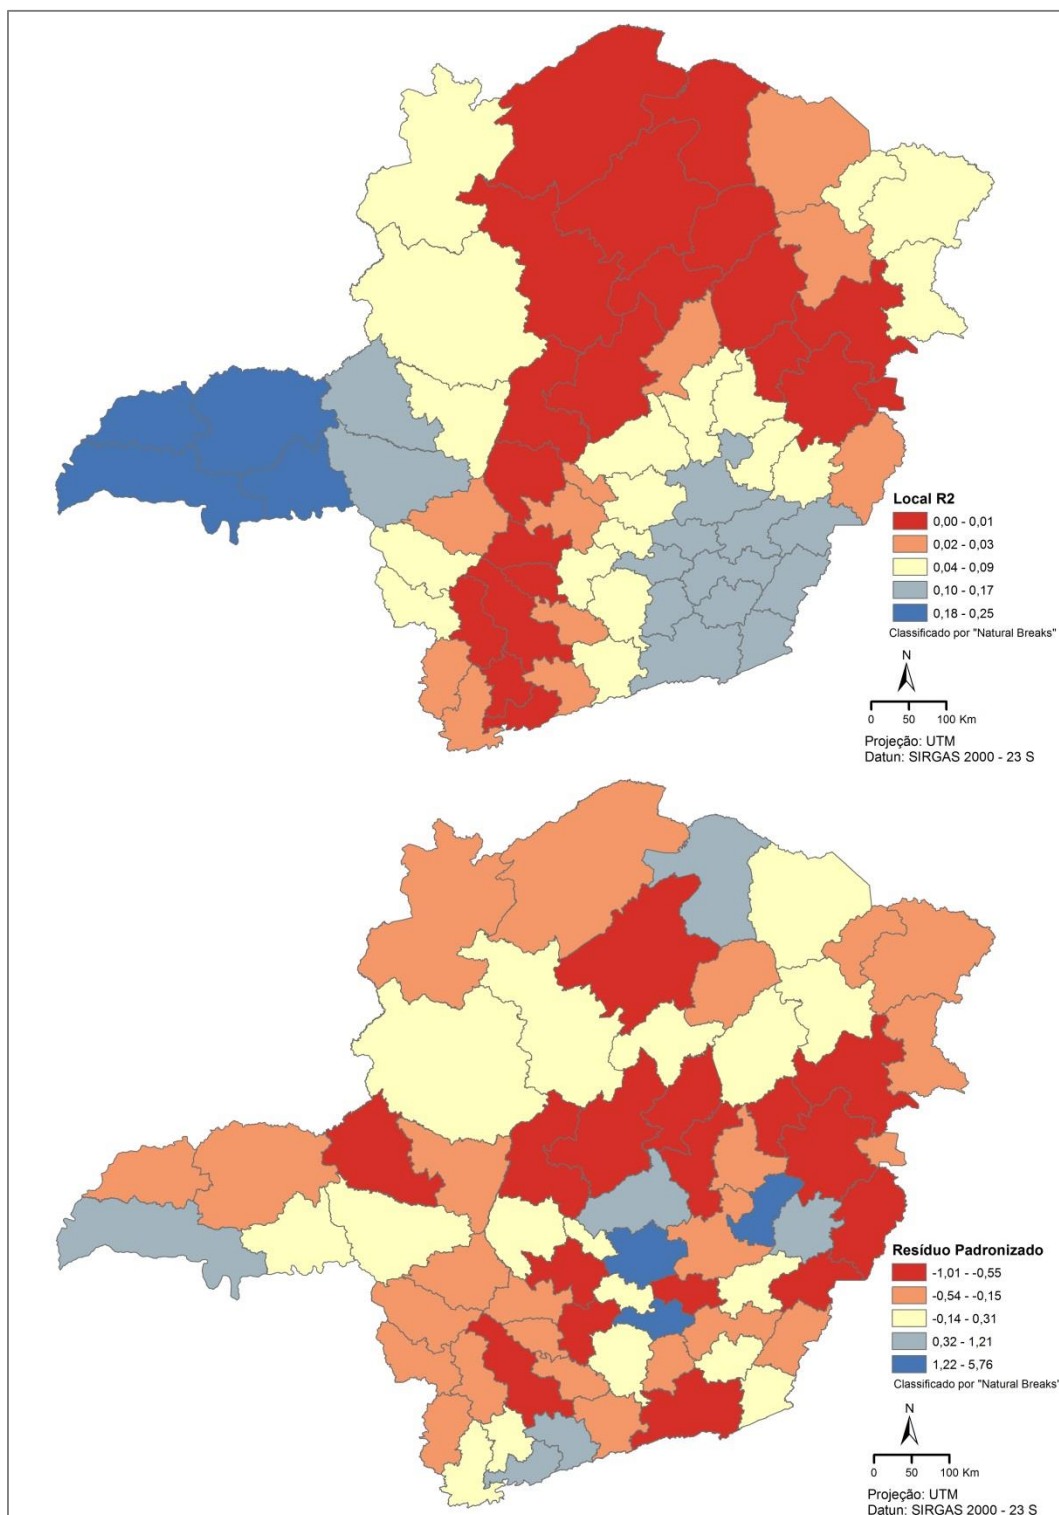 Local R2
0,00 - 0,01
0,02 - 0,03
0,04 - 0,09
0,10 - 0,17
0,18 - 0,25
Classificado por "Natural Breaks"
N
0 50 100 Km
Projeção: UTM
Datun: SIRGAS 2000 - 23 S
Resíduo Padronizado
-1,01 - -0,55
-0,54 - -0,15
-0,14 - 0,31
0,32 - 1,21
1,22 - 5,76
Classificado por "Natural Breaks"
N
0 50 100 Km
Projeção: UTM
Datun: SIRGAS 2000 - 23 S